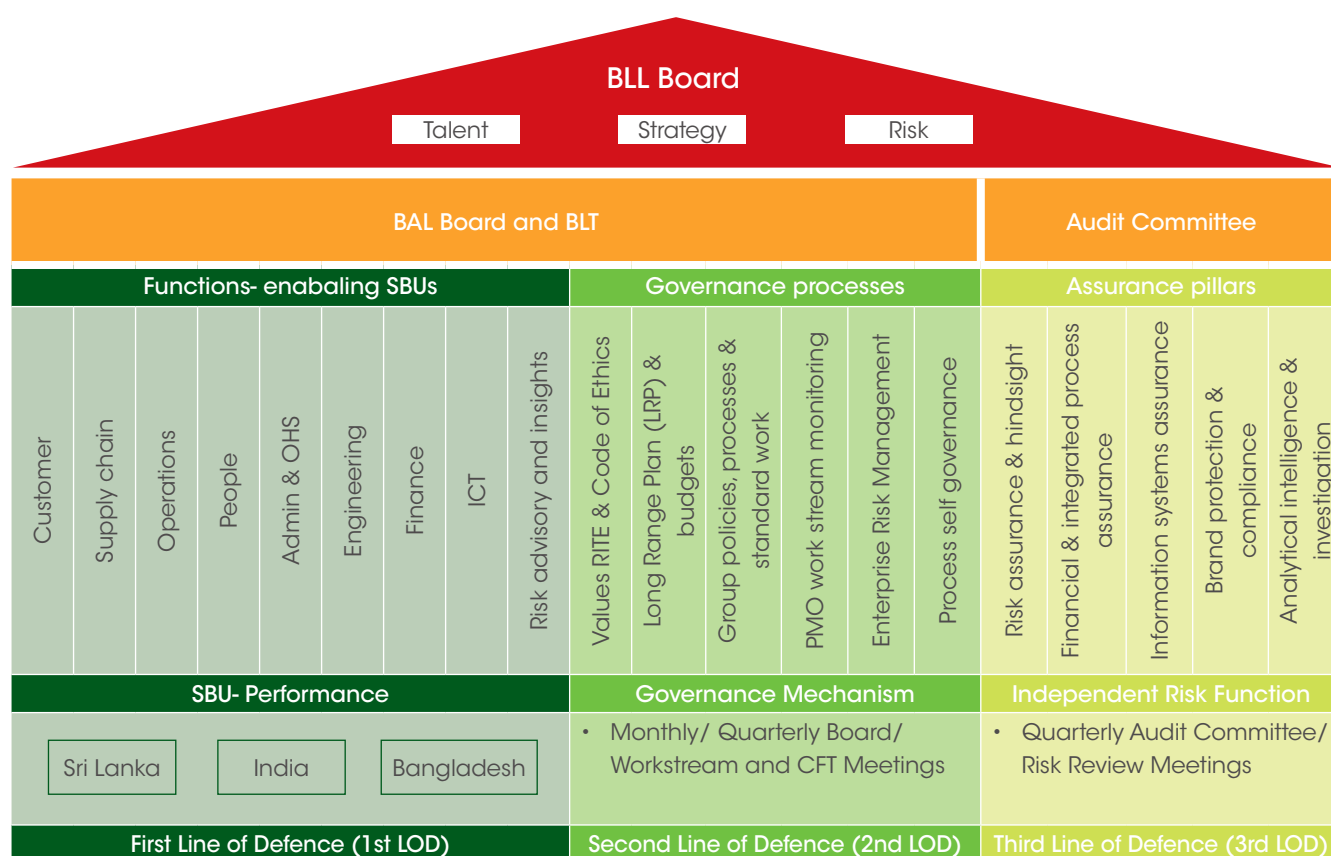 BLL Board
Talent
Strategy
Risk
BAL Board and BLT
Audit Committee
Functions- enabaling SBUs
Governance processes
Assurance pillars
Customer
Supply chain
Operations
People
Admin & OHS
Engineering
Finance
ICT
Risk advisory and insights
Values RITE & Code of Ethics
Long Range Plan (LRP) &
budgets
Group policies, processes &
standard work
PMO work stream monitoring
Enterprise Risk Management
Process self governance
Risk assurance & hindsight
Financial & integrated process
assurance
Information systems assurance
Brand protection &
compliance
Analytical intelligence &
investigation
SBU- Performance
Governance Mechanism
Independent Risk Function
Sri Lanka
India
Bangladesh
• Monthly/ Quarterly Board/
Workstream and CFT Meetings
• Quarterly Audit Committee/
Risk Review Meetings
First Line of Defence (1st LOD)
Second Line of Defence (2nd LOD)
Third Line of Defence (3rd LOD)